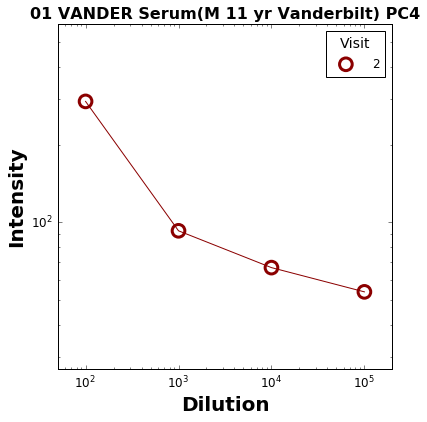 01 VANDER Serum(M 11 yr Vanderbilt) PC4
Visit
2
Intensity
10²
10² 10³ 10⁴ 10⁵
Dilution